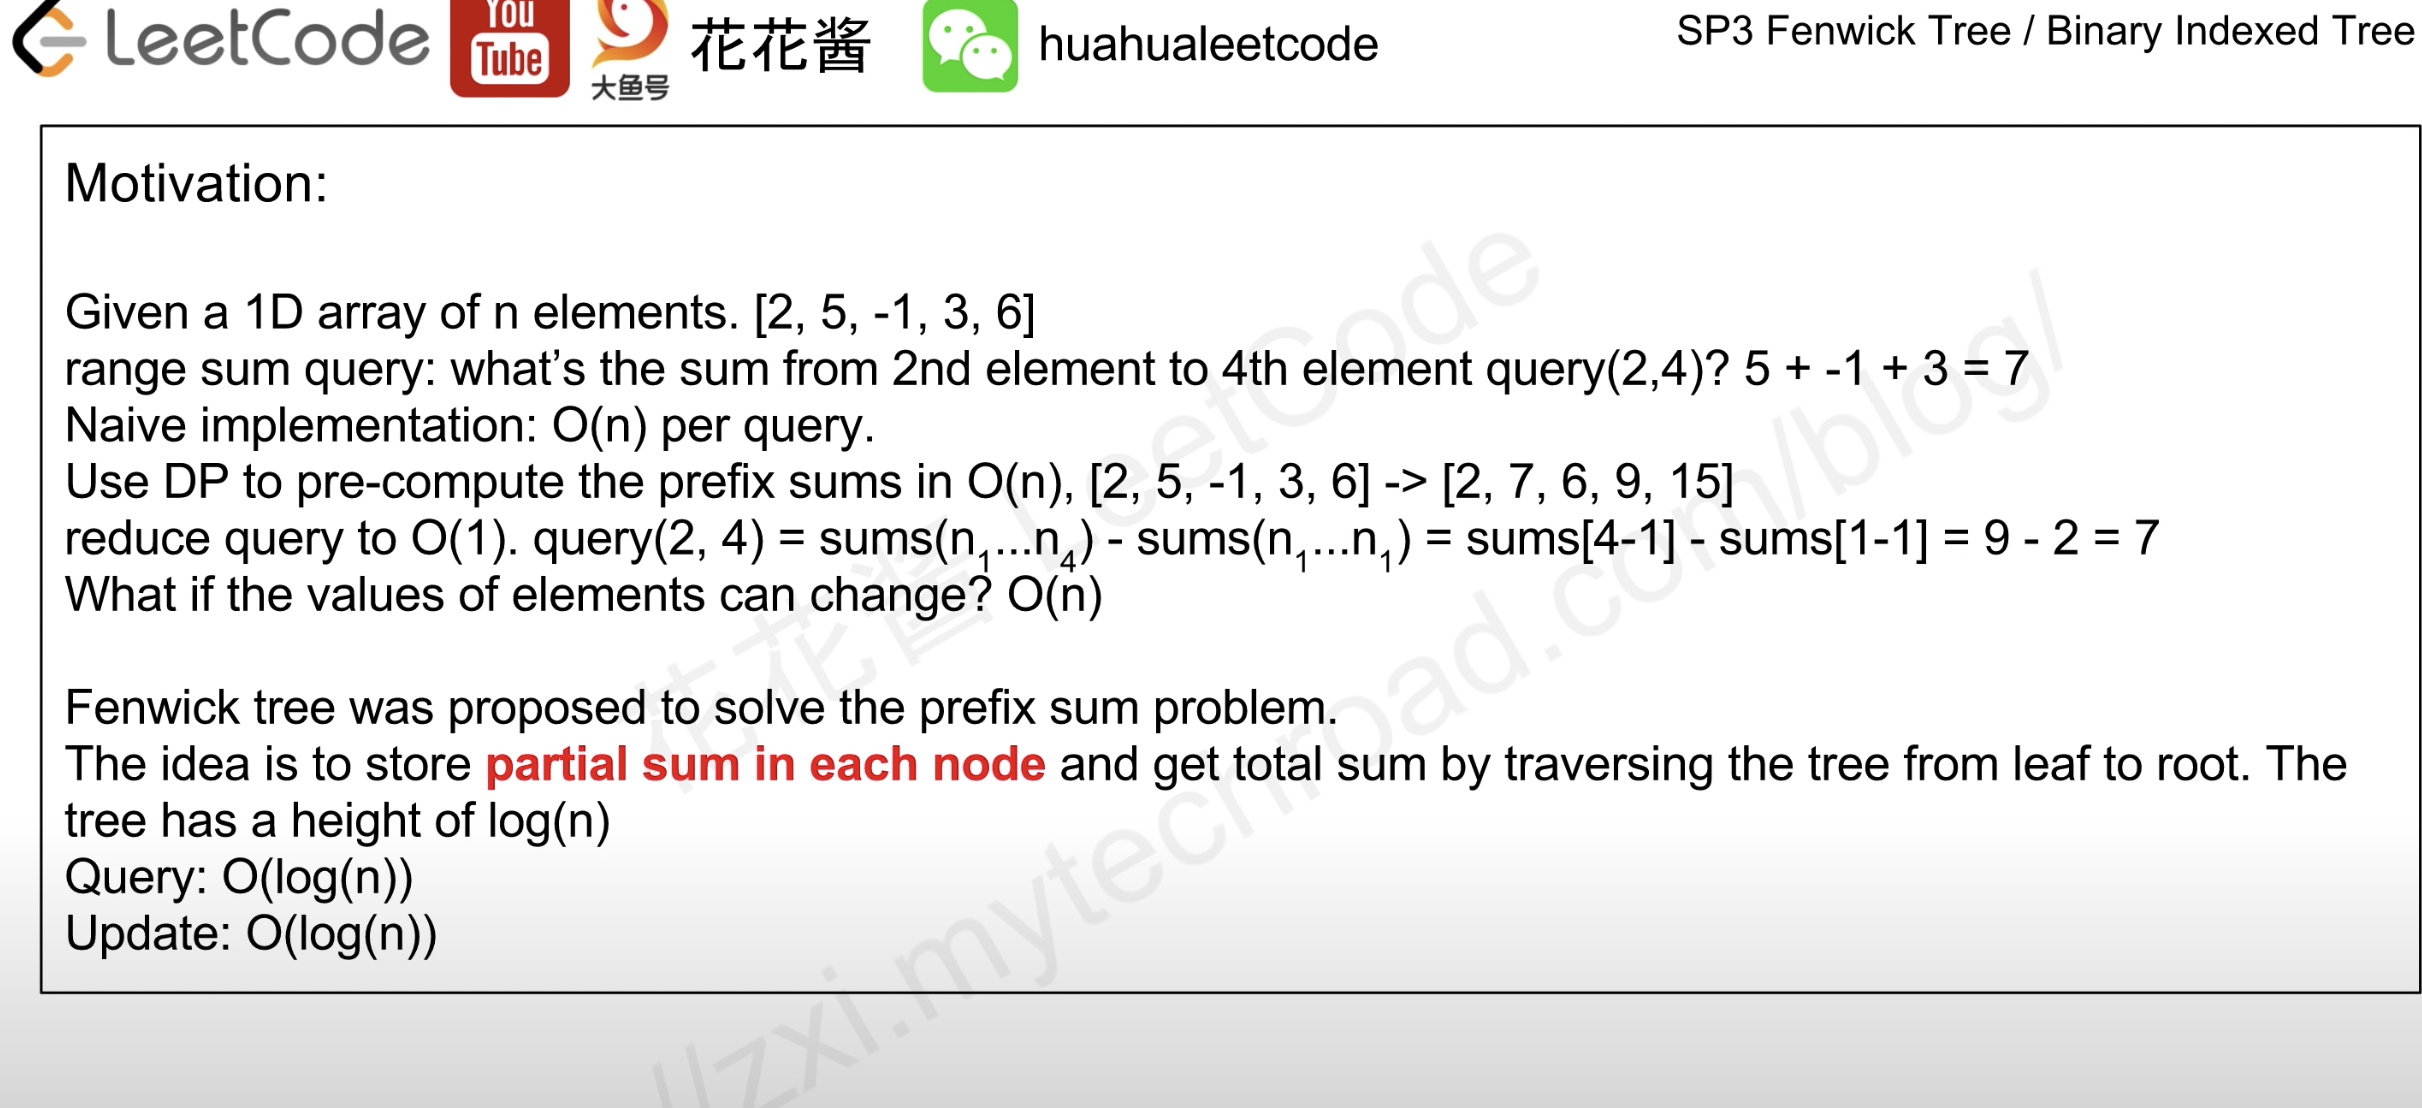 LeetCode
You
Tube
大鱼号
花花酱
huahualeetcode
SP3 Fenwick Tree / Binary Indexed Tree
Motivation:
Given a 1D array of n elements. [2, 5, -1, 3, 6]
range sum query: what’s the sum from 2nd element to 4th element query(2,4)? 5 + -1 + 3 = 7
Naive implementation: O(n) per query.
Use DP to pre-compute the prefix sums in O(n), [2, 5, -1, 3, 6] -> [2, 7, 6, 9, 15]
reduce query to O(1). query(2, 4) = sums(n₁...n₄) - sums(n₁...n₁) = sums[4-1] - sums[1-1] = 9 - 2 = 7
What if the values of elements can change? O(n)
Fenwick tree was proposed to solve the prefix sum problem.
The idea is to store partial sum in each node and get total sum by traversing the tree from leaf to root. The
tree has a height of log(n)
Query: O(log(n))
Update: O(log(n))
花花酱 LeetCode
//zxi.mytechroad.com/blog/